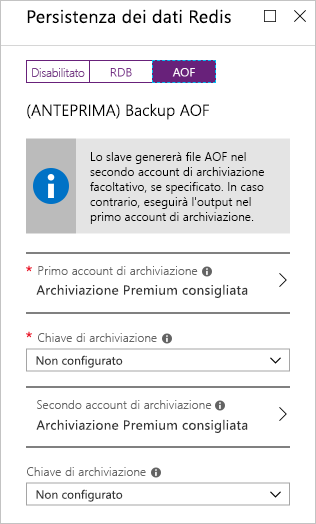 Persistenza dei dati Redis
Disabilitato RDB AOF
(ANTEPRIMA) Backup AOF
Lo slave genererà file AOF nel
secondo account di archiviazione
facoltativo, se specificato. In caso
contrario, eseguirà l'output nel
primo account di archiviazione.
* Primo account di archiviazione
Archiviazione Premium consigliata
* Chiave di archiviazione
Non configurato
Secondo account di archiviazione
Archiviazione Premium consigliata
Chiave di archiviazione
Non configurato